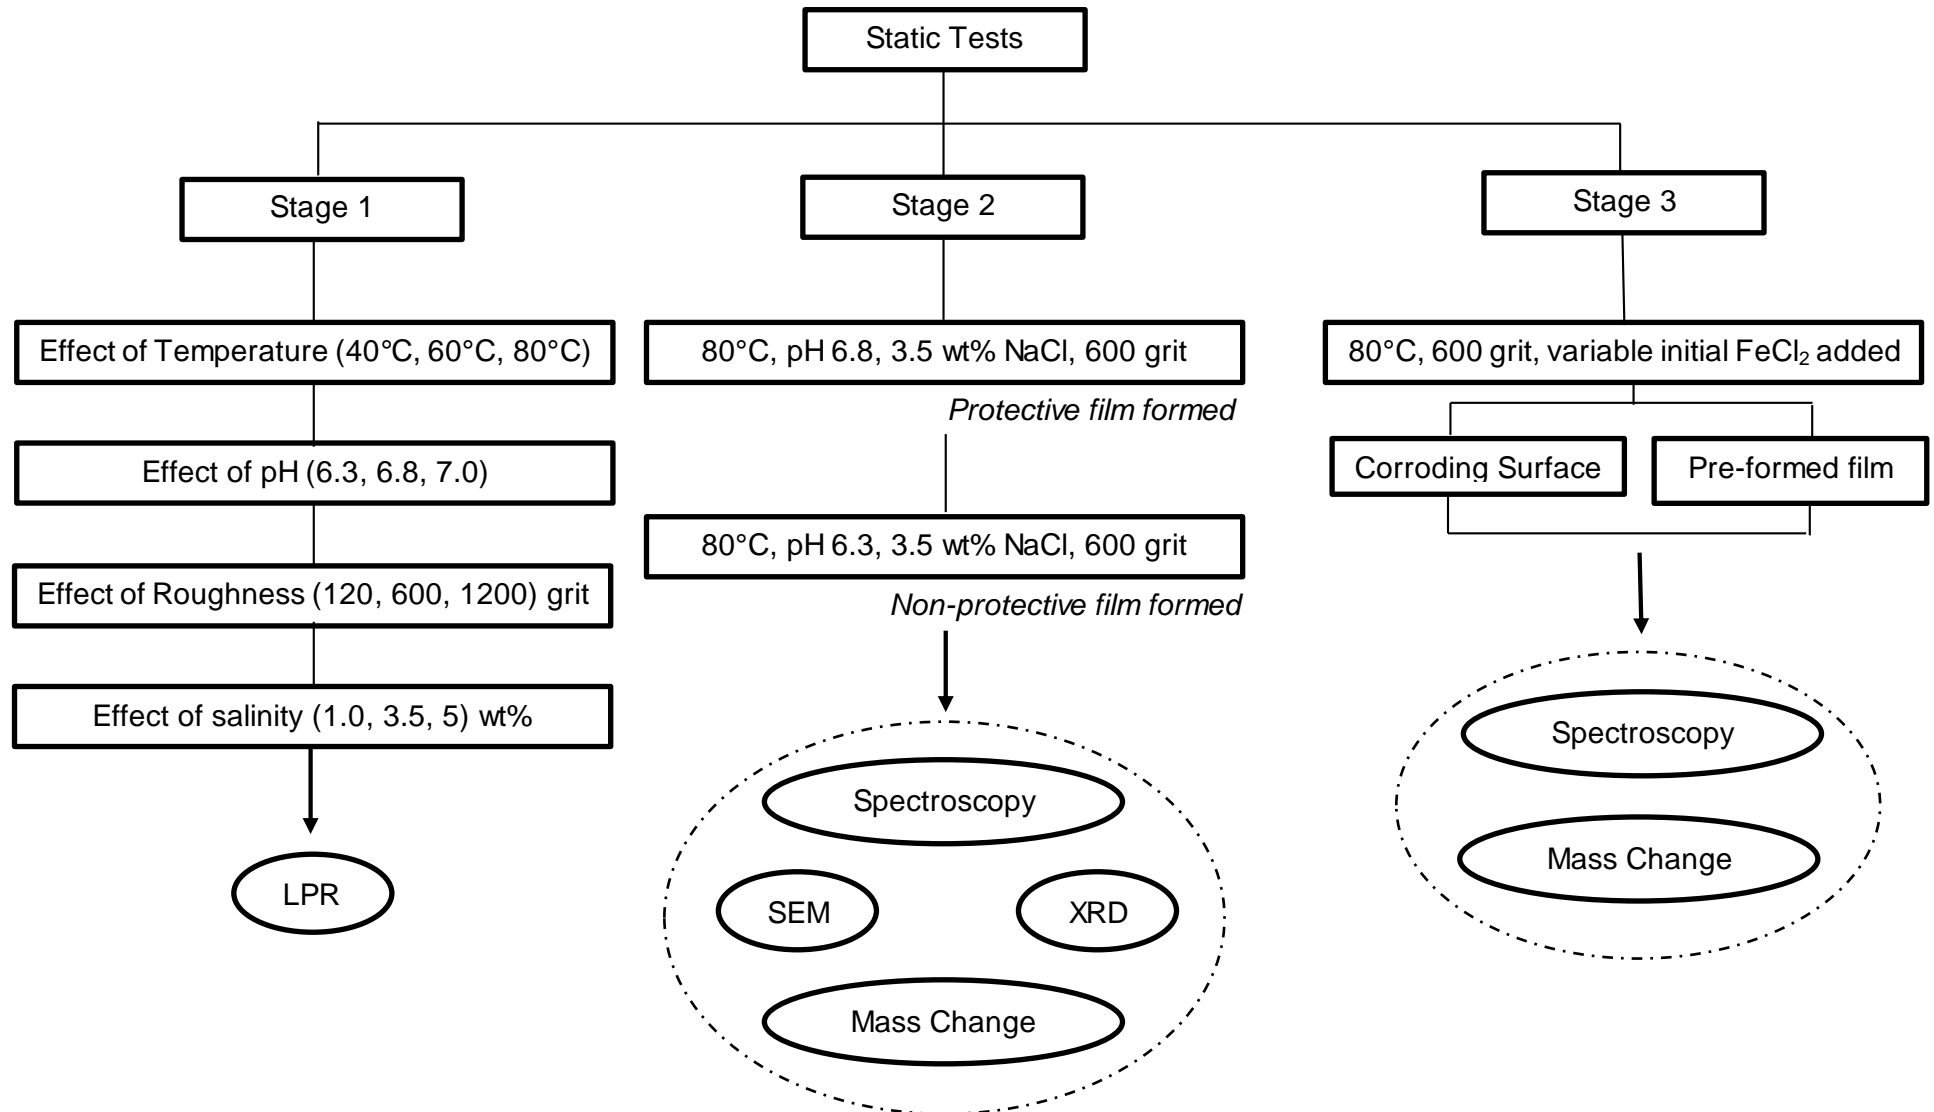 Static Tests
Stage 1
Effect of Temperature (40°C, 60°C, 80°C)
Effect of pH (6.3, 6.8, 7.0)
Effect of Roughness (120, 600, 1200) grit
Effect of salinity (1.0, 3.5, 5) wt%
LPR
Stage 2
80°C, pH 6.8, 3.5 wt% NaCl, 600 grit
Protective film formed
80°C, pH 6.3, 3.5 wt% NaCl, 600 grit
Non-protective film formed
Spectroscopy
SEM
XRD
Mass Change
Stage 3
80°C, 600 grit, variable initial FeCl₂ added
Corroding Surface
Pre-formed film
Spectroscopy
Mass Change